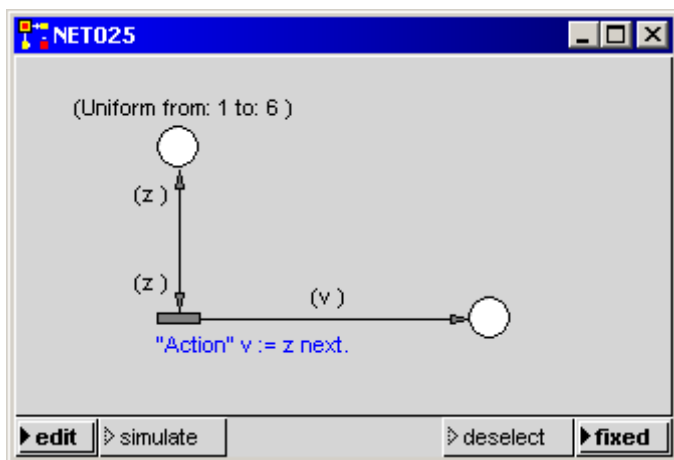 NET025
(Uniform from: 1 to: 6 )
(z )
(z )
(v )
"Action" v := z next.
edit simulate deselect fixed